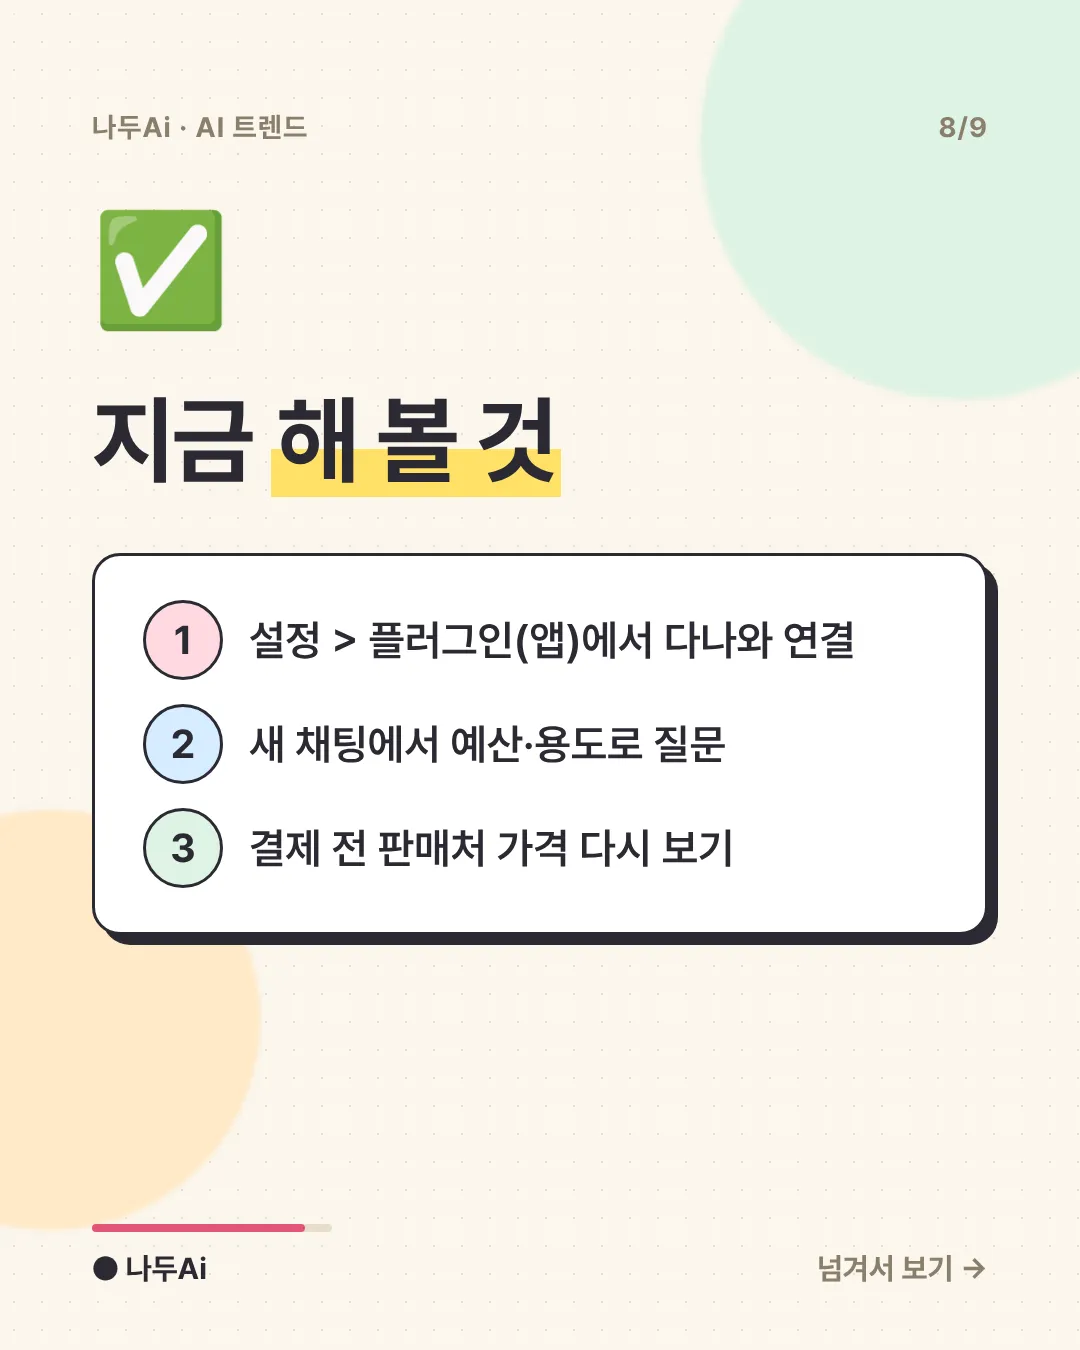 나두Ai · AI 트렌드
8/9
✅
지금 해 볼 것
1 설정 > 플러그인(앱)에서 다나와 연결
2 새 채팅에서 예산·용도로 질문
3 결제 전 판매처 가격 다시 보기
● 나두Ai
넘겨서 보기 →